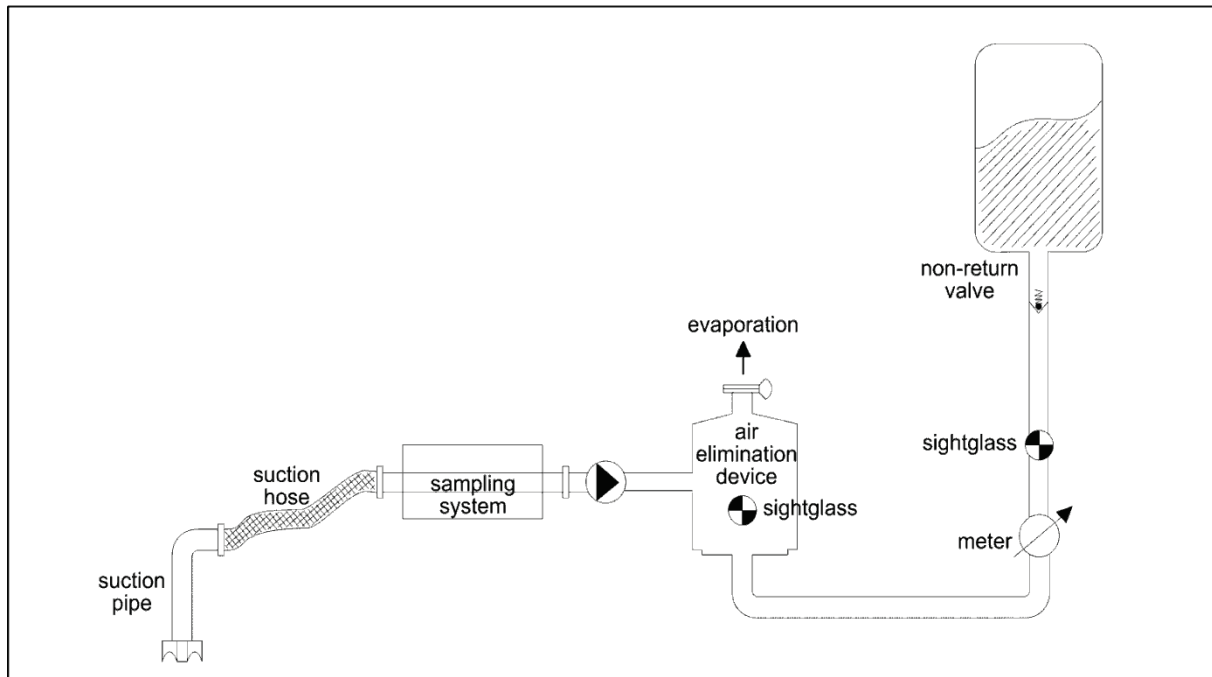 non-return
valve
evaporation
air
elimination
device
sightglass
sightglass
suction
hose
sampling
system
meter
suction
pipe